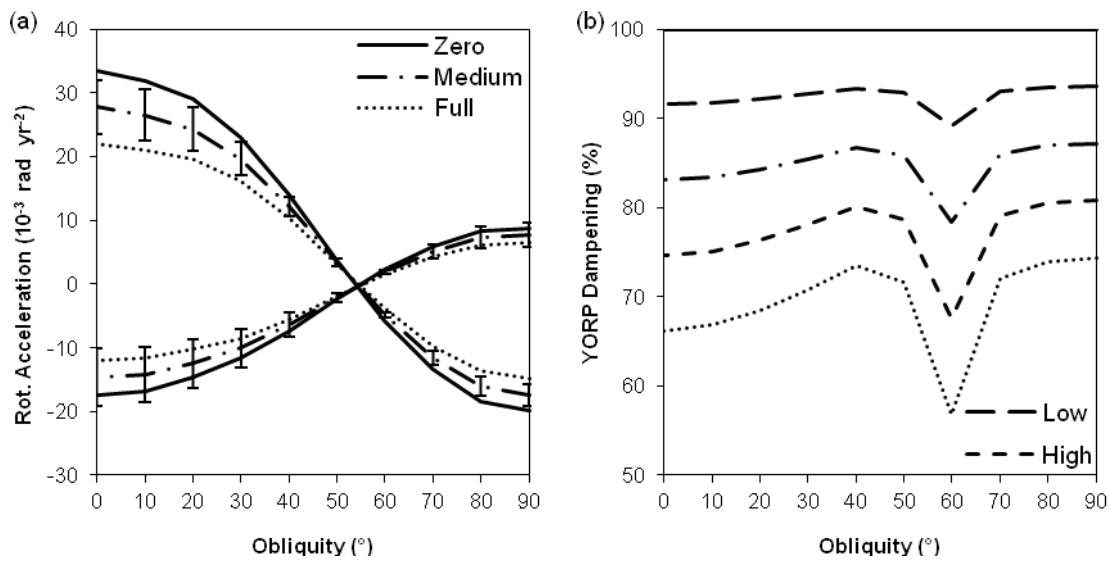 (a)
Rot. Acceleration (10⁻³ rad yr⁻²)
40
30
20
10
0
-10
-20
-30
Zero
Medium
Full
0 10 20 30 40 50 60 70 80 90
Obliquity (°)
(b)
YORP Dampening (%)
100
90
80
70
60
50
Low
High
0 10 20 30 40 50 60 70 80 90
Obliquity (°)